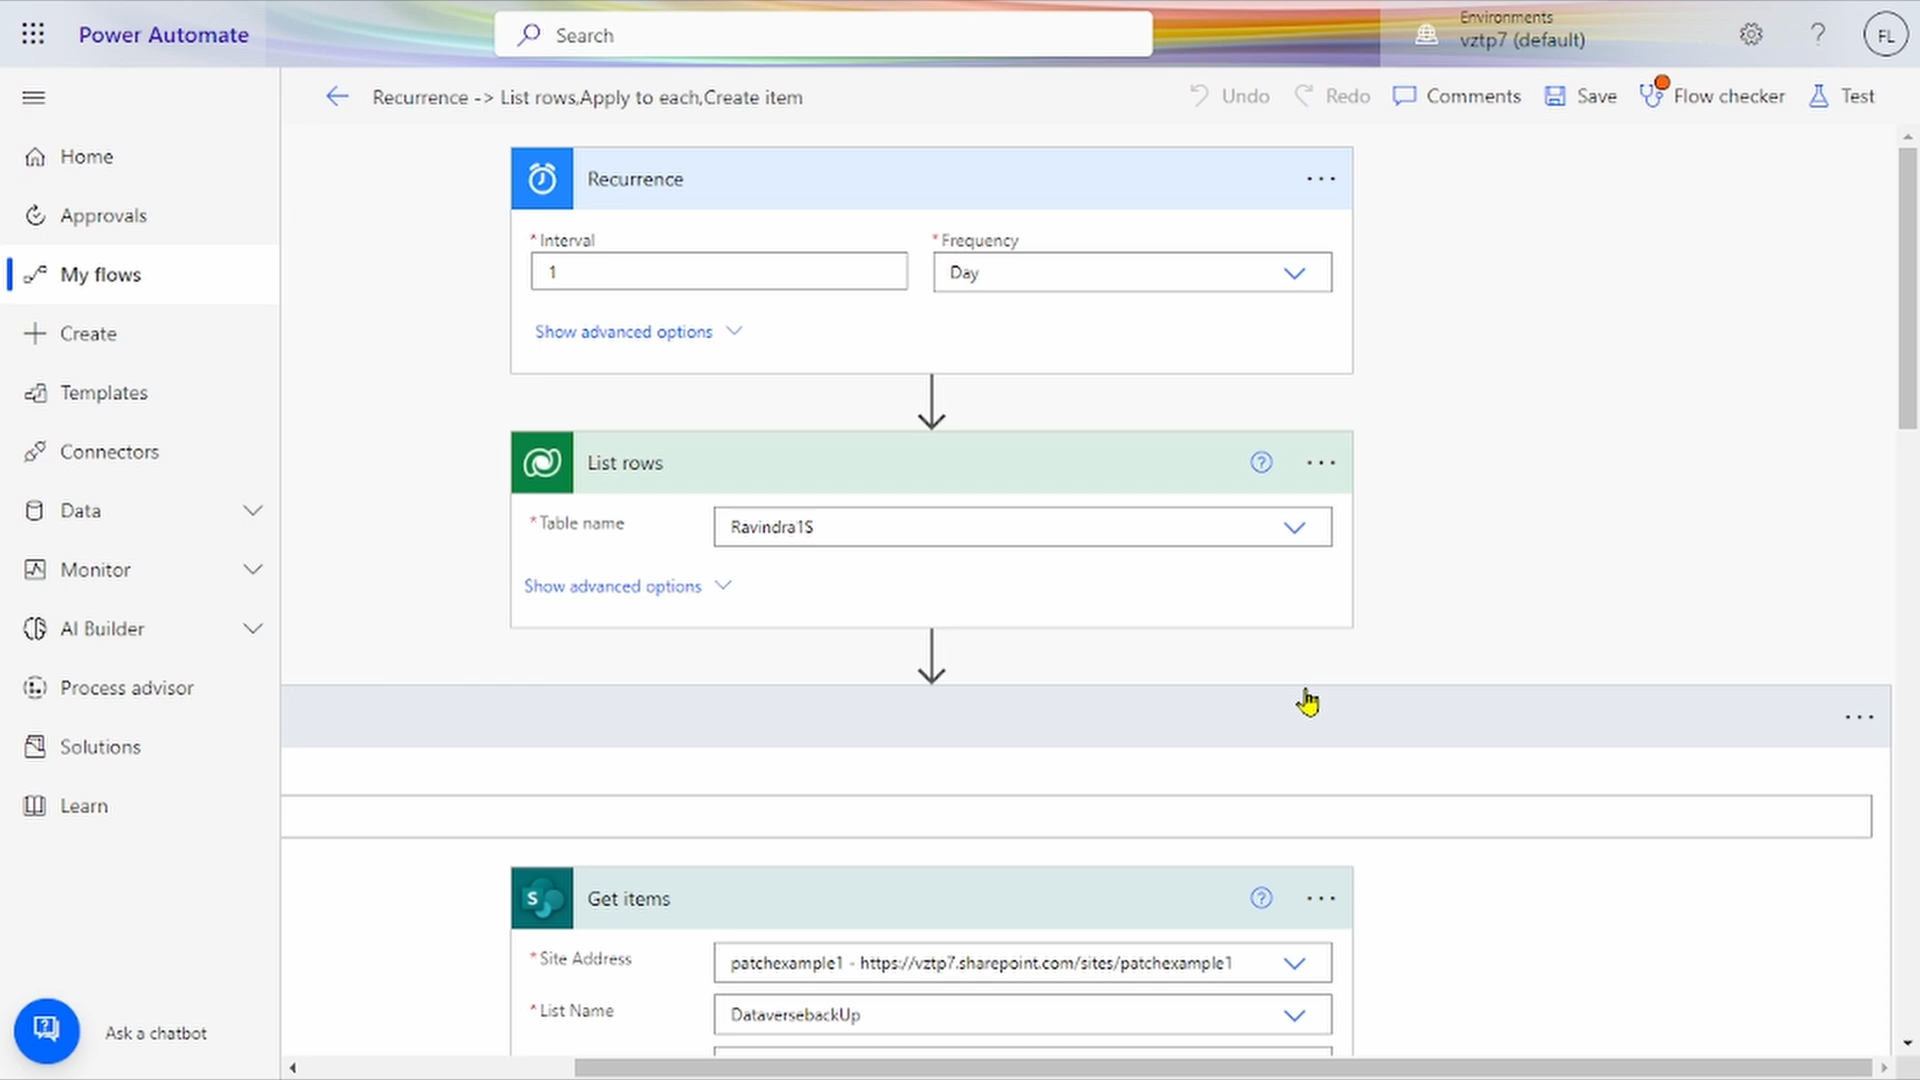 Power Automate
Search
Environments
vztp7 (default)
?
FL
Recurrence -> List rows,Apply to each,Create item
Undo
Redo
Comments
Save
Flow checker
Test
Home
Approvals
My flows
Create
Templates
Connectors
Data
Monitor
AI Builder
Process advisor
Solutions
Learn
Ask a chatbot
Recurrence
* Interval
* Frequency
1
Day
Show advanced options
List rows
?
* Table name
Ravindra1S
Show advanced options
S
Get items
?
* Site Address
patchexample1 - https://vztp7.sharepoint.com/sites/patchexample1
* List Name
DataversebackUp